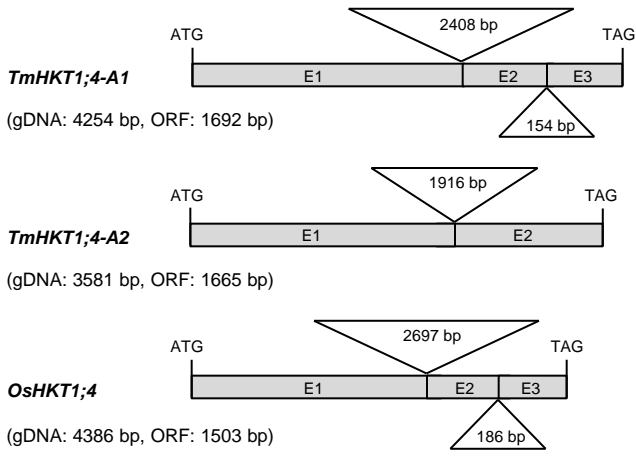 2408 bp
ATG TAG
TmHKT1;4-A1 E1 E2 E3
(gDNA: 4254 bp, ORF: 1692 bp) 154 bp
1916 bp
ATG TAG
TmHKT1;4-A2 E1 E2
(gDNA: 3581 bp, ORF: 1665 bp)
2697 bp
ATG TAG
OsHKT1;4 E1 E2 E3
(gDNA: 4386 bp, ORF: 1503 bp) 186 bp